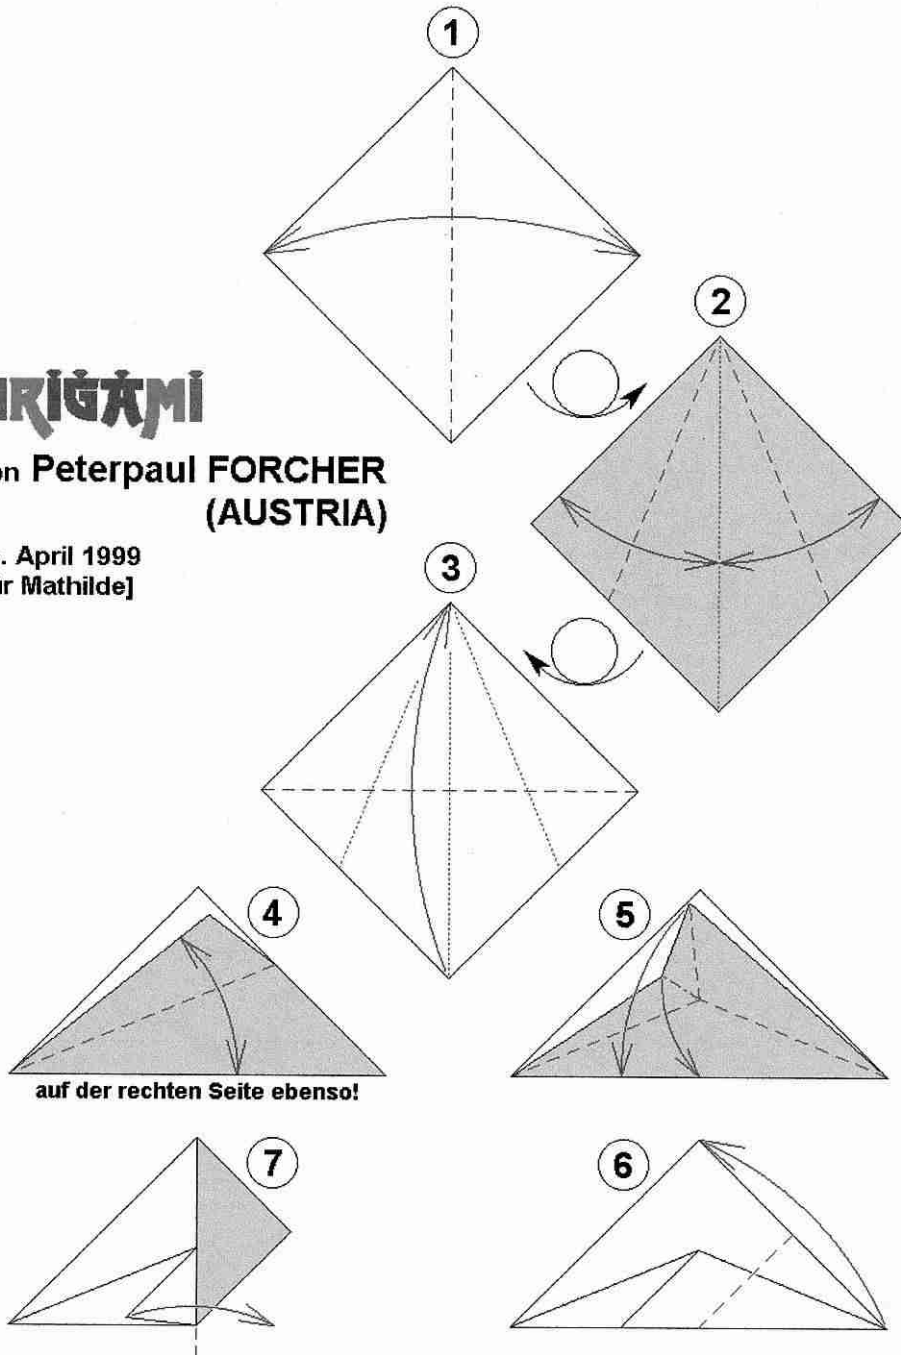 1
2
RIGAMI
on Peterpaul FORCHER
(AUSTRIA)
. April 1999
r Mathilde]
3
4
5
auf der rechten Seite ebenso!
7
6